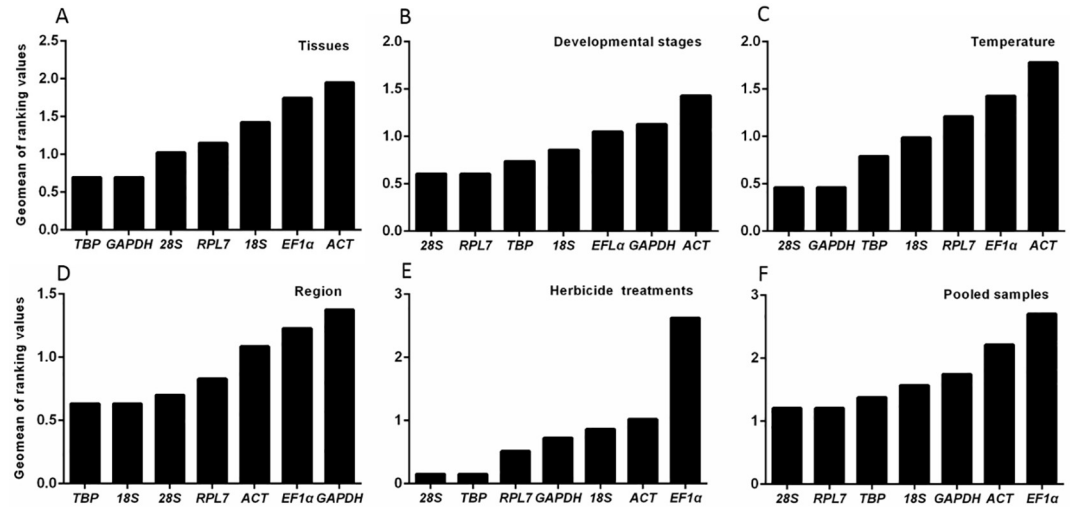 A
Tissues
Geomean of ranking values
2.5
2.0
1.5
1.0
0.5
0.0
TBP GAPDH 28S RPL7 18S EF1α ACT
B
Developmental stages
2.0
1.5
1.0
0.5
0.0
28S RPL7 TBP 18S EFLα GAPDH ACT
C
Temperature
2.0
1.5
1.0
0.5
0.0
28S GAPDH TBP 18S RPL7 EF1α ACT
D
Region
Geomean of ranking values
1.5
1.0
0.5
0.0
TBP 18S 28S RPL7 ACT EF1α GAPDH
E
Herbicide treatments
3
2
1
0
28S TBP RPL7 GAPDH 18S ACT EF1α
F
Pooled samples
3
2
1
0
28S RPL7 TBP 18S GAPDH ACT EF1α